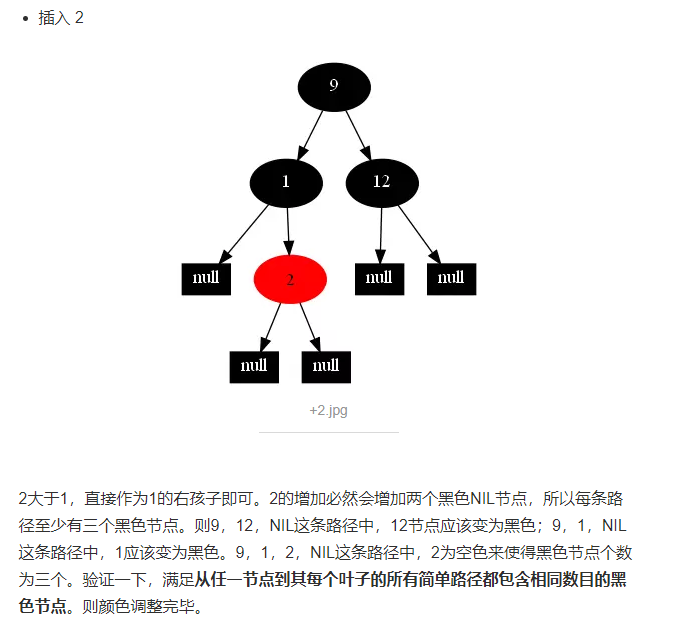 插入 2
9
1
12
null
2
null
null
null
null
+2.jpg
2大于1，直接作为1的右孩子即可。2的增加必然会增加两个黑色NIL节点，所以每条路
径至少有三个黑色节点。则9，12，NIL这条路径中，12节点应该变为黑色；9，1，NIL
这条路径中，1应该变为黑色。9，1，2，NIL这条路径中，2为空色来使得黑色节点个数
为三个。验证一下，满足从任一节点到其每个叶子的所有简单路径都包含相同数目的黑
色节点。则颜色调整完毕。